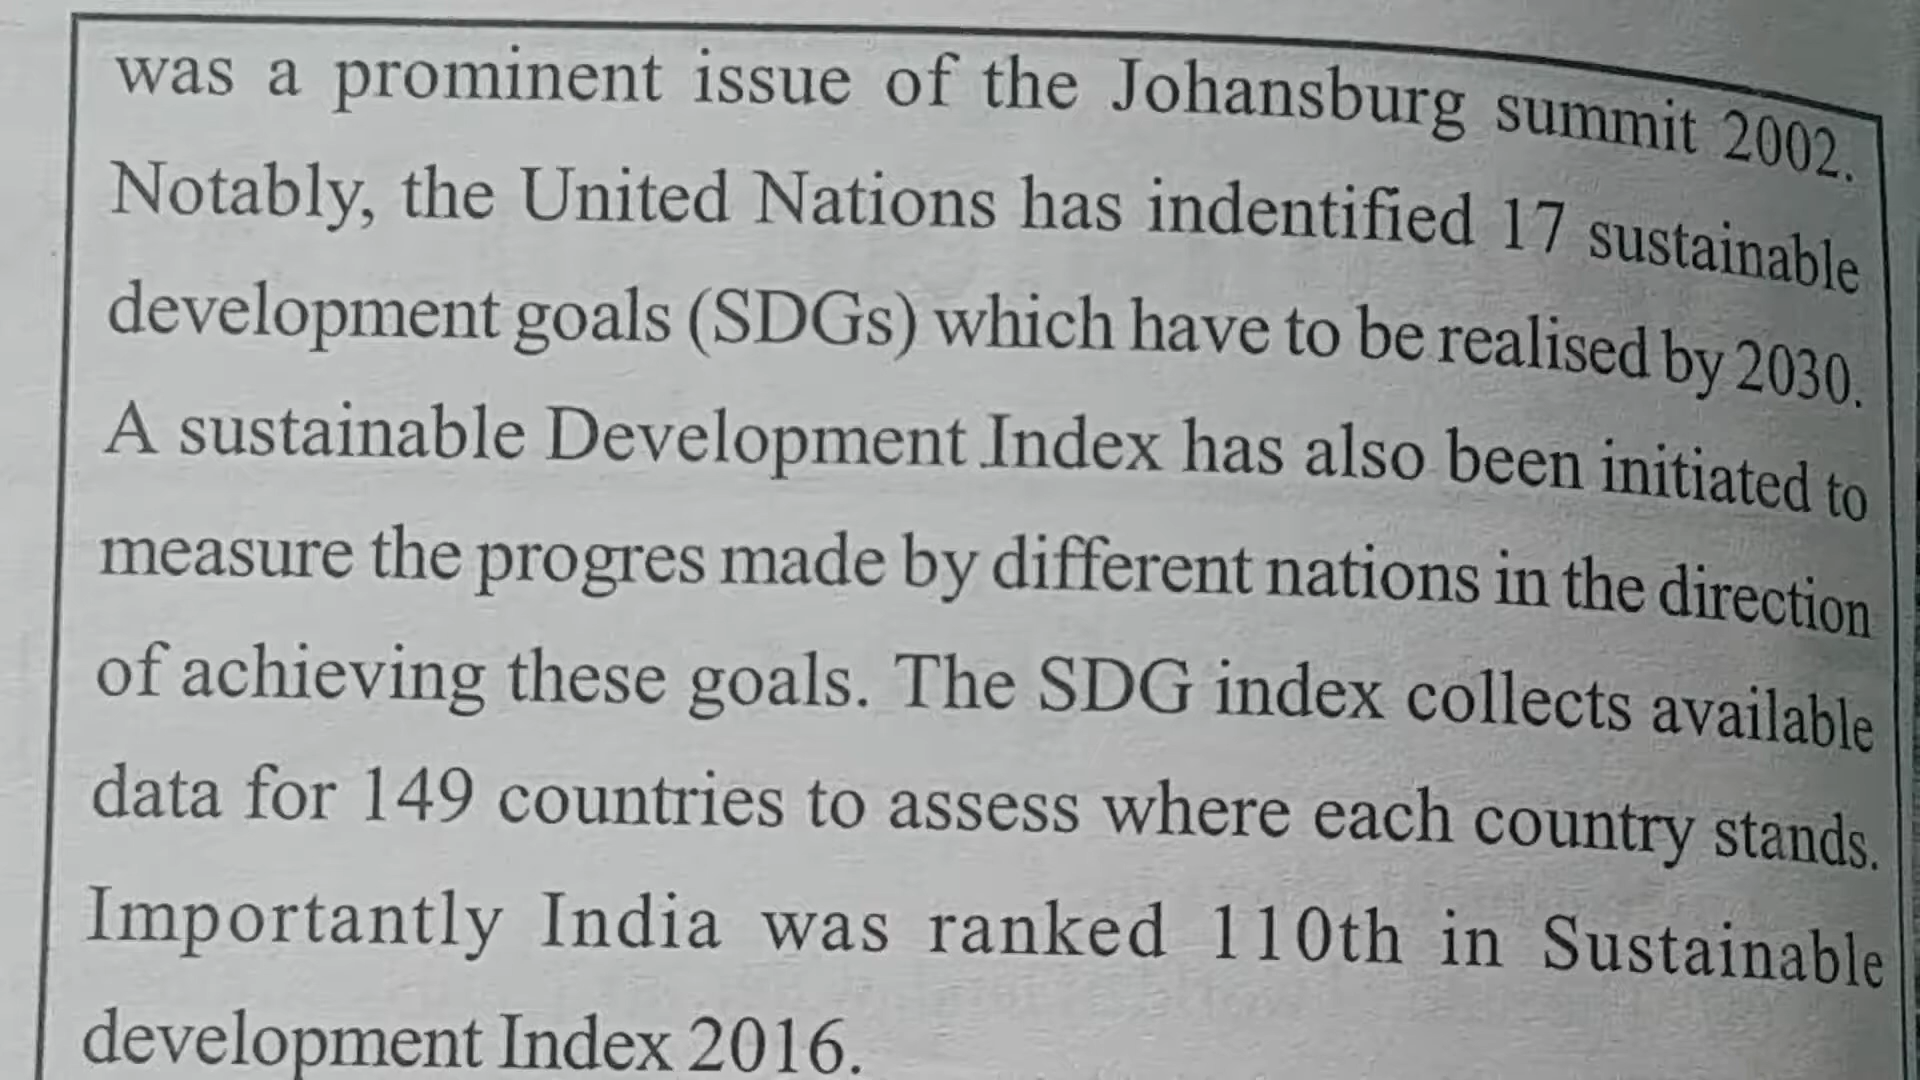 was a prominent issue of the Johansburg summit 2002.
Notably, the United Nations has indentified 17 sustainable
development goals (SDGs) which have to be realised by 2030.
A sustainable Development Index has also been initiated to
measure the progres made by different nations in the direction
of achieving these goals. The SDG index collects available
data for 149 countries to assess where each country stands.
Importantly India was ranked 110th in Sustainable
development Index 2016.